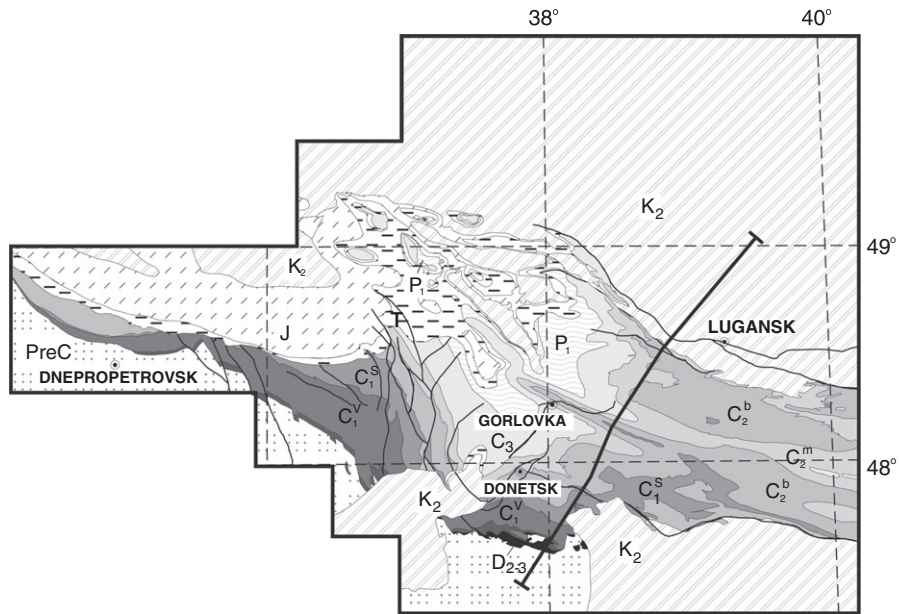 38°
40°
K₂
49°
K₂
P₁
T
LUGANSK
J
P₁
PreC
DNEPROPETROVSK
C₁ˢ
C₁ⱽ
GORLOVKA
C₂ᵇ
C₃
C₂ᵐ
48°
DONETSK
C₁ˢ
C₂ᵇ
K₂
C₁ⱽ
K₂
D₂₋₃